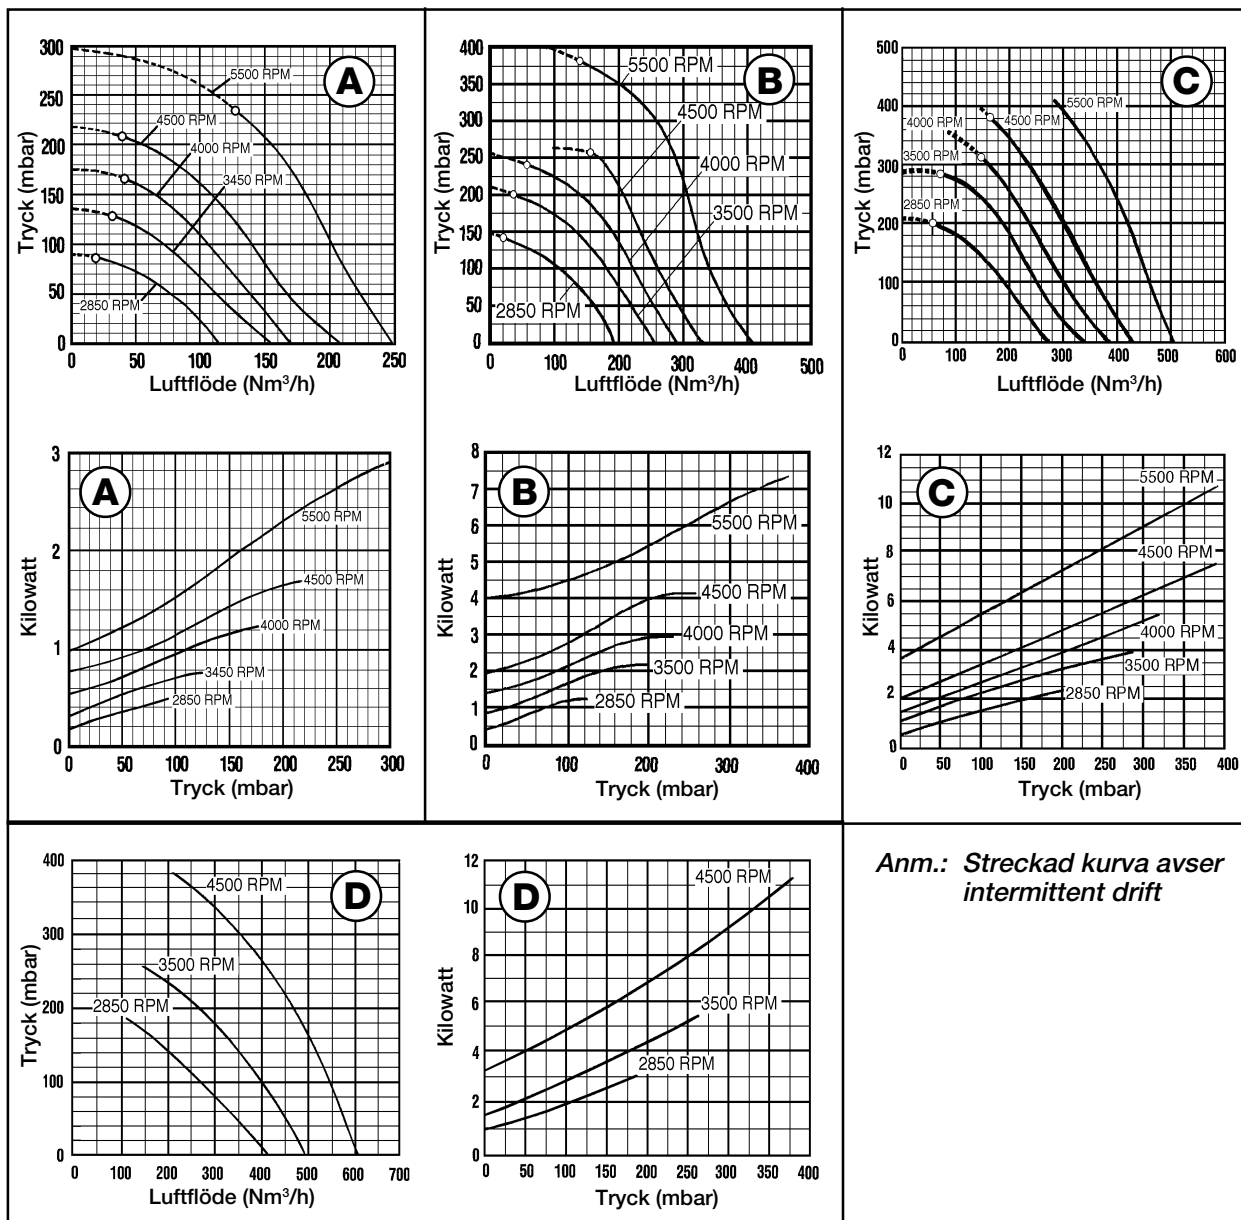 A
300
250
200
150
100
50
0
Tryck (mbar)
5500 RPM
4500 RPM
4000 RPM
3450 RPM
2850 RPM
0 50 100 150 200 250
Luftflöde (Nm³/h)
B
400
350
300
250
200
150
100
50
0
Tryck (mbar)
5500 RPM
4500 RPM
4000 RPM
3500 RPM
2850 RPM
0 100 200 300 400 500
Luftflöde (Nm³/h)
C
500
400
300
200
100
0
Tryck (mbar)
5500 RPM
4500 RPM
4000 RPM
3500 RPM
2850 RPM
0 100 200 300 400 500 600
Luftflöde (Nm³/h)
A
3
2
1
0
Kilowatt
5500 RPM
4500 RPM
4000 RPM
3450 RPM
2850 RPM
0 50 100 150 200 250 300
Tryck (mbar)
B
8
7
6
5
4
3
2
1
0
Kilowatt
5500 RPM
4500 RPM
4000 RPM
3500 RPM
2850 RPM
0 100 200 300 400
Tryck (mbar)
C
12
10
8
6
4
2
0
Kilowatt
5500 RPM
4500 RPM
4000 RPM
3500 RPM
2850 RPM
0 50 100 150 200 250 300 350 400
Tryck (mbar)
D
400
300
200
100
0
Tryck (mbar)
4500 RPM
3500 RPM
2850 RPM
0 100 200 300 400 500 600 700
Luftflöde (Nm³/h)
D
12
10
8
6
4
2
0
Kilowatt
4500 RPM
3500 RPM
2850 RPM
0 50 100 150 200 250 300 350 400
Tryck (mbar)
Anm.: Streckad kurva avser
intermittent drift